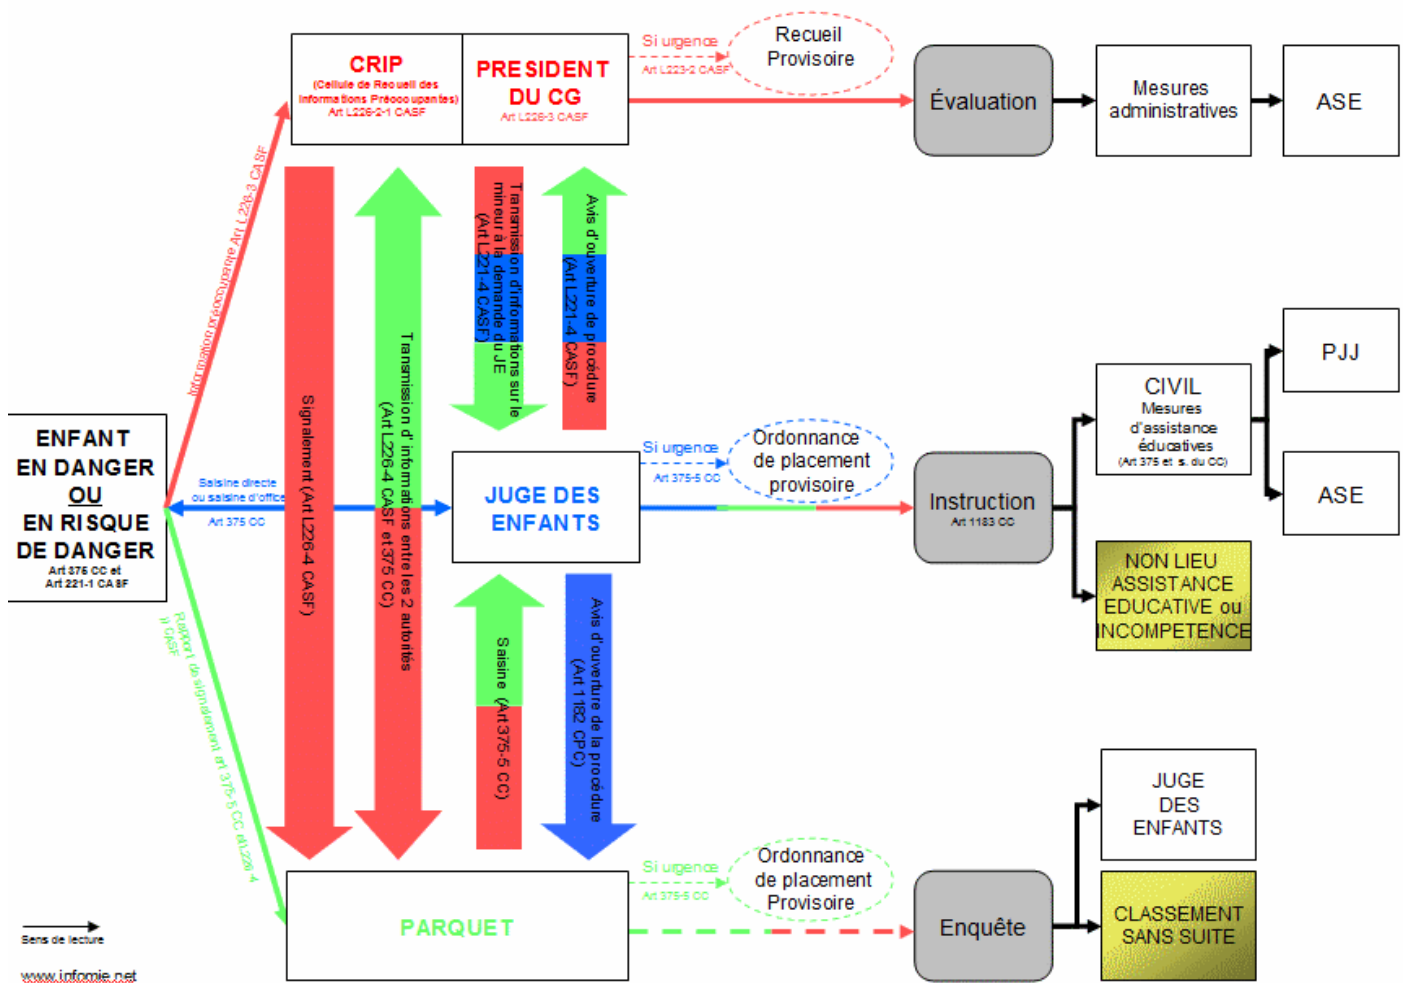 CRIP
(Cellule de Recueil des
Informations Préoccupantes)
Art L226-2-1 CASF
PRESIDENT
DU CG
Art L226-3 CASF
Si urgence
Art L223-2 CASF
Recueil
Provisoire
Évaluation
Mesures
administratives
ASE
Information préoccupante Art L226-3 CASF
Signalement (Art L226-4 CASF)
Transmission d' informations entre les 2 autorités
(Art L226-4 CASF et 375 CC)
Transmission d'informations sur le
mineur à la demande du JE
(Art L221-4 CASF)
Avis d'ouverture de procédure
(Art L221-4 CASF)
ENFANT
EN DANGER
OU
EN RISQUE
DE DANGER
Art 375 CC et
Art 221-1 CASF
Saisine directe
ou saisine d'office
Art 375 CC
JUGE DES
ENFANTS
Si urgence
Art 375-5 CC
Ordonnance
de placement
provisoire
Instruction
Art 1183 CC
CIVIL
Mesures
d'assistance
éducatives
(Art 375 et s. du CC)
PJJ
ASE
NON LIEU
ASSISTANCE
EDUCATIVE ou
INCOMPETENCE
Rapport de signalement art 375-5 CC et
CASF
Saisine (Art 375-5 CC)
Avis d'ouverture de la procédure
(Art 1182 CPC)
PARQUET
Si urgence
Art 375-5 CC
Ordonnance
de placement
Provisoire
Enquête
JUGE
DES
ENFANTS
CLASSEMENT
SANS SUITE
Sens de lecture
www.infomie.net